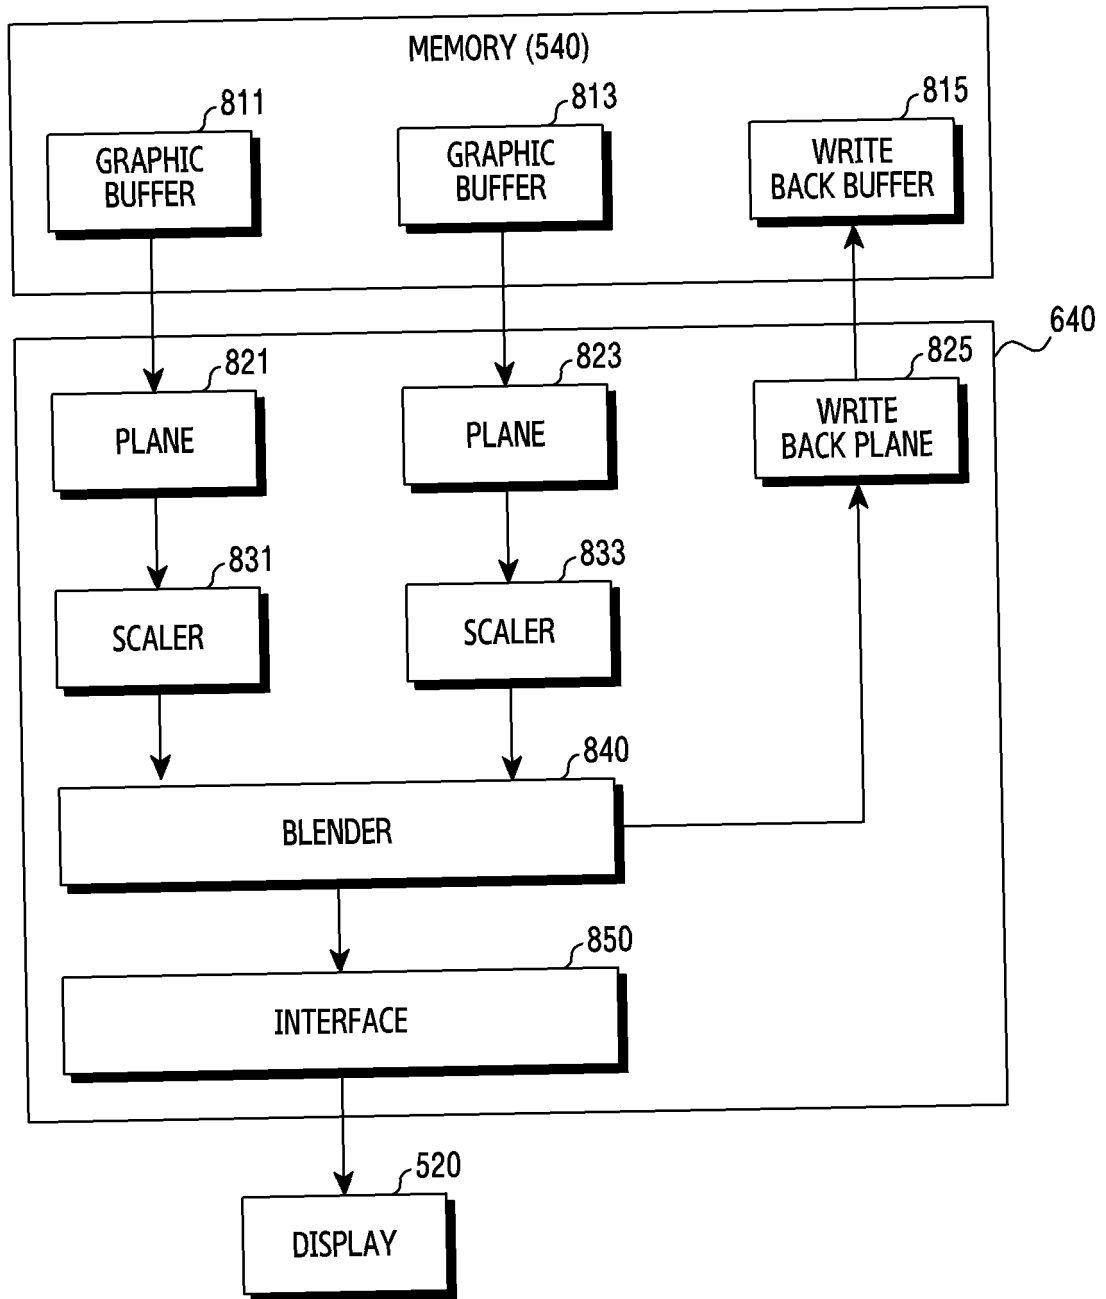 MEMORY (540)
811
813
815
GRAPHIC
BUFFER
GRAPHIC
BUFFER
WRITE
BACK BUFFER
640
821
823
825
PLANE
PLANE
WRITE
BACK PLANE
831
833
SCALER
SCALER
840
BLENDER
850
INTERFACE
520
DISPLAY